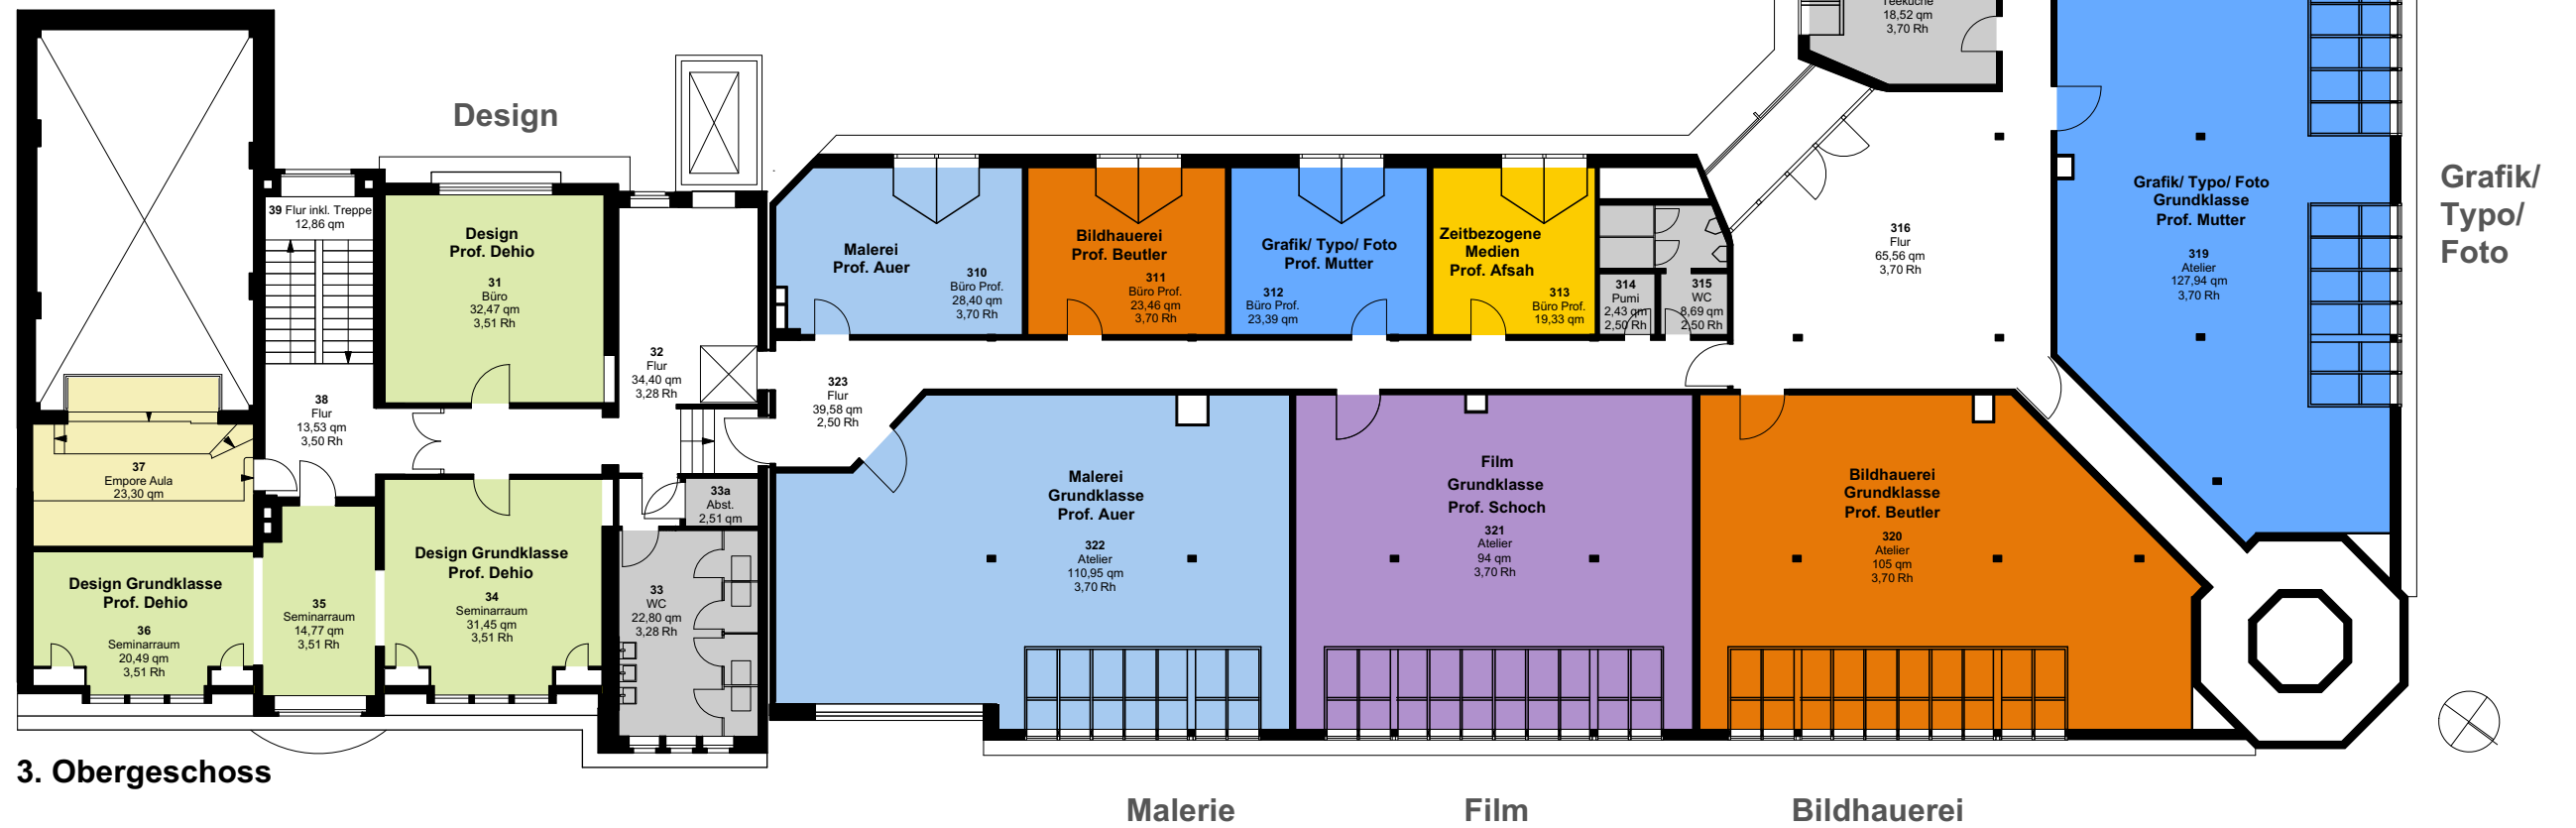 Teeküche
18,52 qm
3,70 Rh
Design
Grafik/
Typo/
Foto
39 Flur inkl. Treppe
12,86 qm
Design
Prof. Dehio
31
Büro
32,47 qm
3,51 Rh
32
Flur
34,40 qm
3,28 Rh
38
Flur
13,53 qm
3,50 Rh
37
Empore Aula
23,30 qm
Design Grundklasse
Prof. Dehio
36
Seminarraum
20,49 qm
3,51 Rh
35
Seminarraum
14,77 qm
3,51 Rh
Design Grundklasse
Prof. Dehio
34
Seminarraum
31,45 qm
3,51 Rh
33a
Abst.
2,51 qm
33
WC
22,80 qm
3,28 Rh
Malerei
Prof. Auer
310
Büro Prof.
28,40 qm
3,70 Rh
Bildhauerei
Prof. Beutler
311
Büro Prof.
23,46 qm
3,70 Rh
Grafik/ Typo/ Foto
Prof. Mutter
312
Büro Prof.
23,39 qm
Zeitbezogene
Medien
Prof. Afsah
313
Büro Prof.
19,33 qm
314
Pumi
2,43 qm
2,50 Rh
315
WC
8,69 qm
2,50 Rh
316
Flur
65,56 qm
3,70 Rh
Grafik/ Typo/ Foto
Grundklasse
Prof. Mutter
319
Atelier
127,94 qm
3,70 Rh
323
Flur
39,58 qm
2,50 Rh
Malerei
Grundklasse
Prof. Auer
322
Atelier
110,95 qm
3,70 Rh
Film
Grundklasse
Prof. Schoch
321
Atelier
94 qm
3,70 Rh
Bildhauerei
Grundklasse
Prof. Beutler
320
Atelier
105 qm
3,70 Rh
3. Obergeschoss
Malerie
Film
Bildhauerei